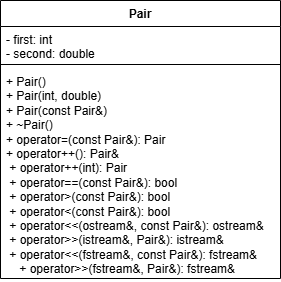 Pair
- first: int
- second: double
+ Pair()
+ Pair(int, double)
+ Pair(const Pair&)
+ ~Pair()
+ operator=(const Pair&): Pair
+ operator++(): Pair&
+ operator++(int): Pair
+ operator==(const Pair&): bool
+ operator>(const Pair&): bool
+ operator<(const Pair&): bool
+ operator<<(ostream&, const Pair&): ostream&
+ operator>>(istream&, Pair&): istream&
+ operator<<(fstream&, const Pair&): fstream&
+ operator>>(fstream&, Pair&): fstream&